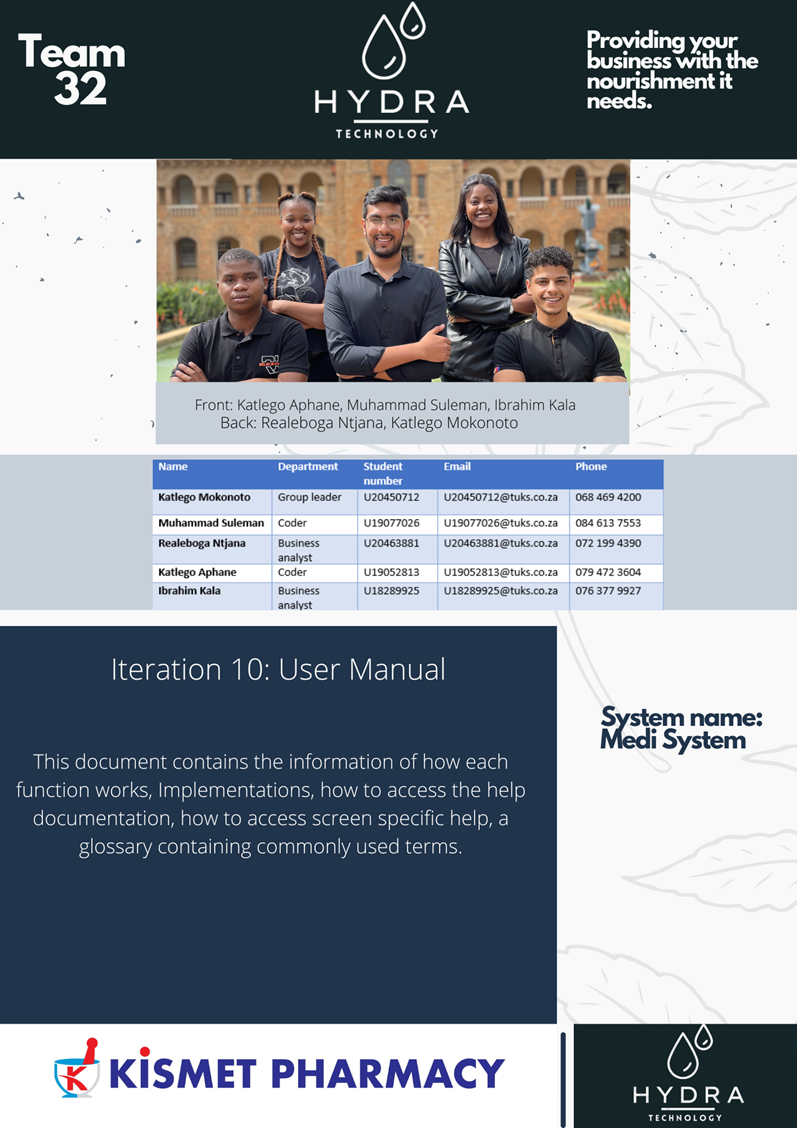 Team
32
HYDRA
TECHNOLOGY
Providing your
business with the
nourishment it
needs.
Front: Katlego Aphane, Muhammad Suleman, Ibrahim Kala
Back: Realeboga Ntjana, Katlego Mokonoto
Name Department Student number Email Phone
Katlego Mokonoto Group leader U20450712 U20450712@tuks.co.za 068 469 4200
Muhammad Suleman Coder U19077026 U19077026@tuks.co.za 084 613 7553
Realeboga Ntjana Business analyst U20463881 U20463881@tuks.co.za 072 199 4390
Katlego Aphane Coder U19052813 U19052813@tuks.co.za 079 472 3604
Ibrahim Kala Business analyst U18289925 U18289925@tuks.co.za 076 377 9927
Iteration 10: User Manual
This document contains the information of how each
function works, Implementations, how to access the help
documentation, how to access screen specific help, a
glossary containing commonly used terms.
System name:
Medi System
K KiSMET PHARMACY
HYDRA
TECHNOLOGY